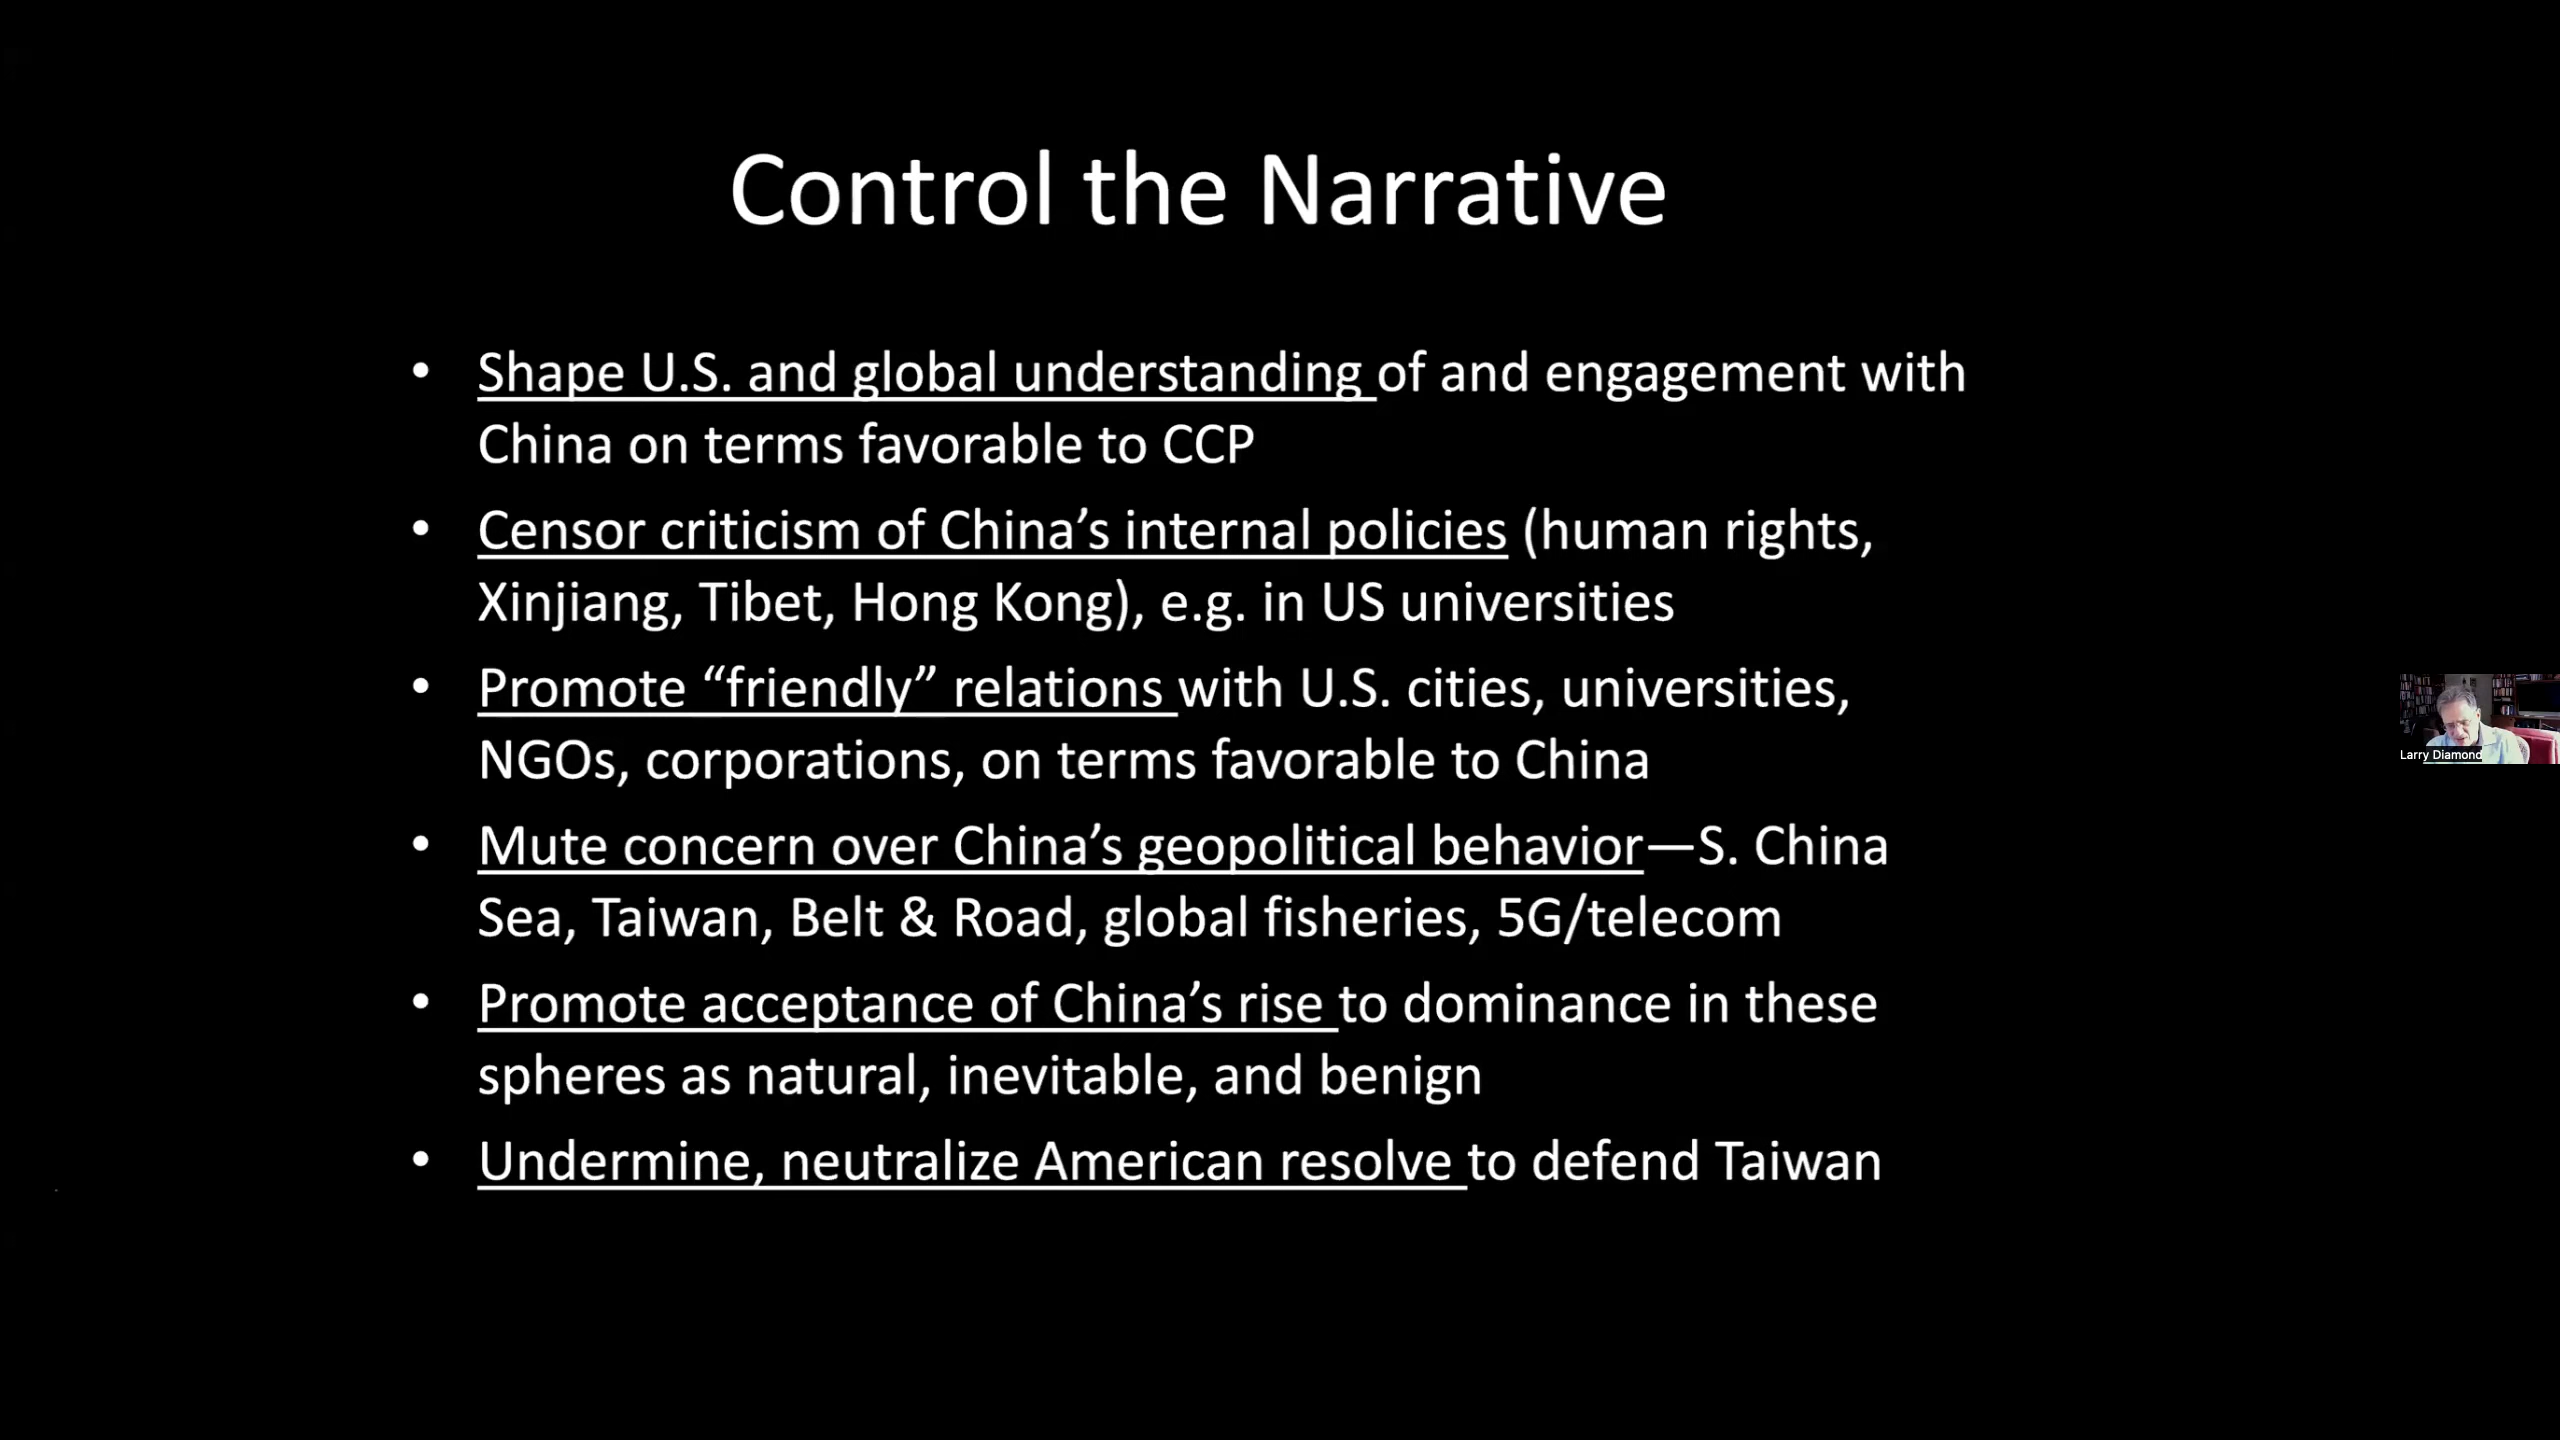 Control the Narrative
• Shape U.S. and global understanding of and engagement with
China on terms favorable to CCP
• Censor criticism of China’s internal policies (human rights,
Xinjiang, Tibet, Hong Kong), e.g. in US universities
• Promote “friendly” relations with U.S. cities, universities,
NGOs, corporations, on terms favorable to China
• Mute concern over China’s geopolitical behavior—S. China
Sea, Taiwan, Belt & Road, global fisheries, 5G/telecom
• Promote acceptance of China’s rise to dominance in these
spheres as natural, inevitable, and benign
• Undermine, neutralize American resolve to defend Taiwan
Larry Diamond